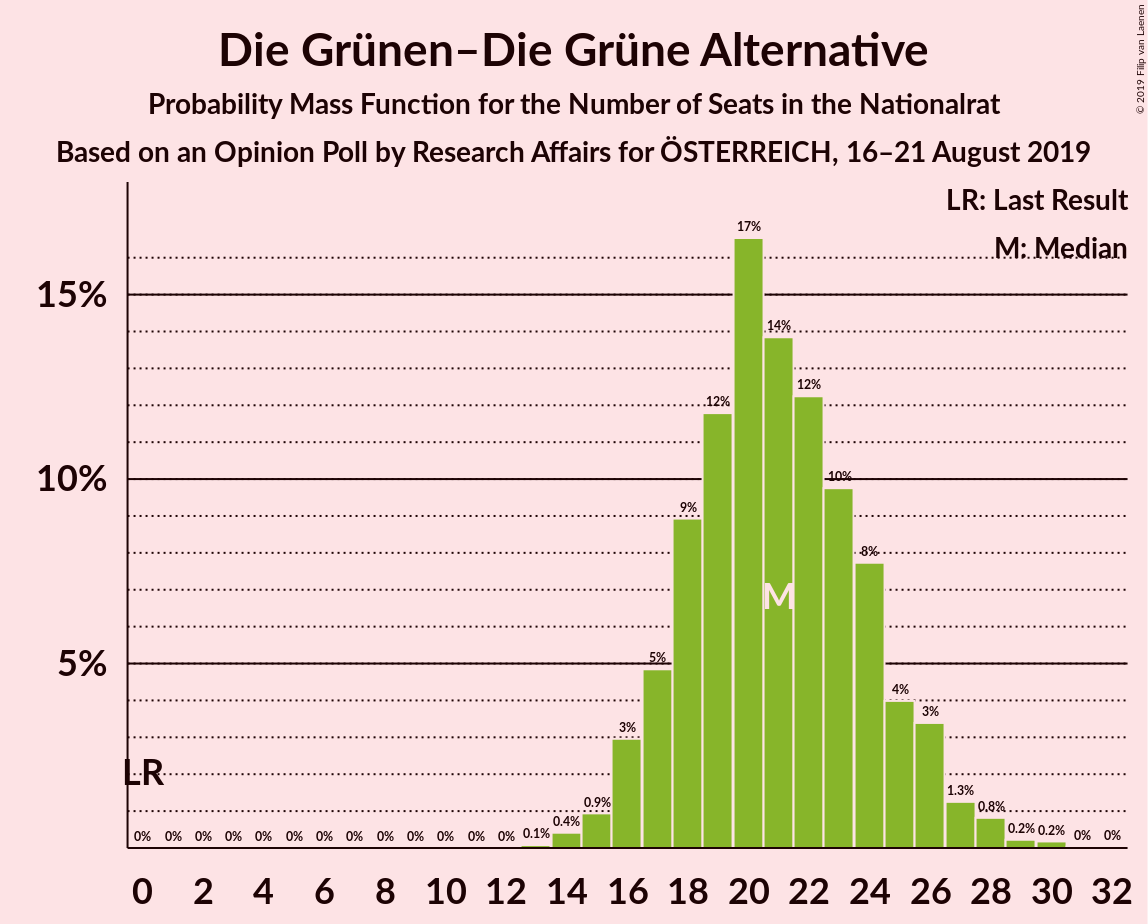 Die Grünen–Die Grüne Alternative
Probability Mass Function for the Number of Seats in the Nationalrat
Based on an Opinion Poll by Research Affairs for ÖSTERREICH, 16–21 August 2019
© 2019 Filip van Laenen
LR: Last Result
M: Median
15%
10%
5%
17%
14%
12%
12%
10%
9%
8%
5%
4%
3%
3%
1.3%
0.9%
0.8%
0.4%
0.1%
0.2%
0.2%
0%
0%
0% 0% 0% 0% 0% 0% 0% 0% 0% 0% 0% 0% 0%
M
LR
0 2 4 6 8 10 12 14 16 18 20 22 24 26 28 30 32